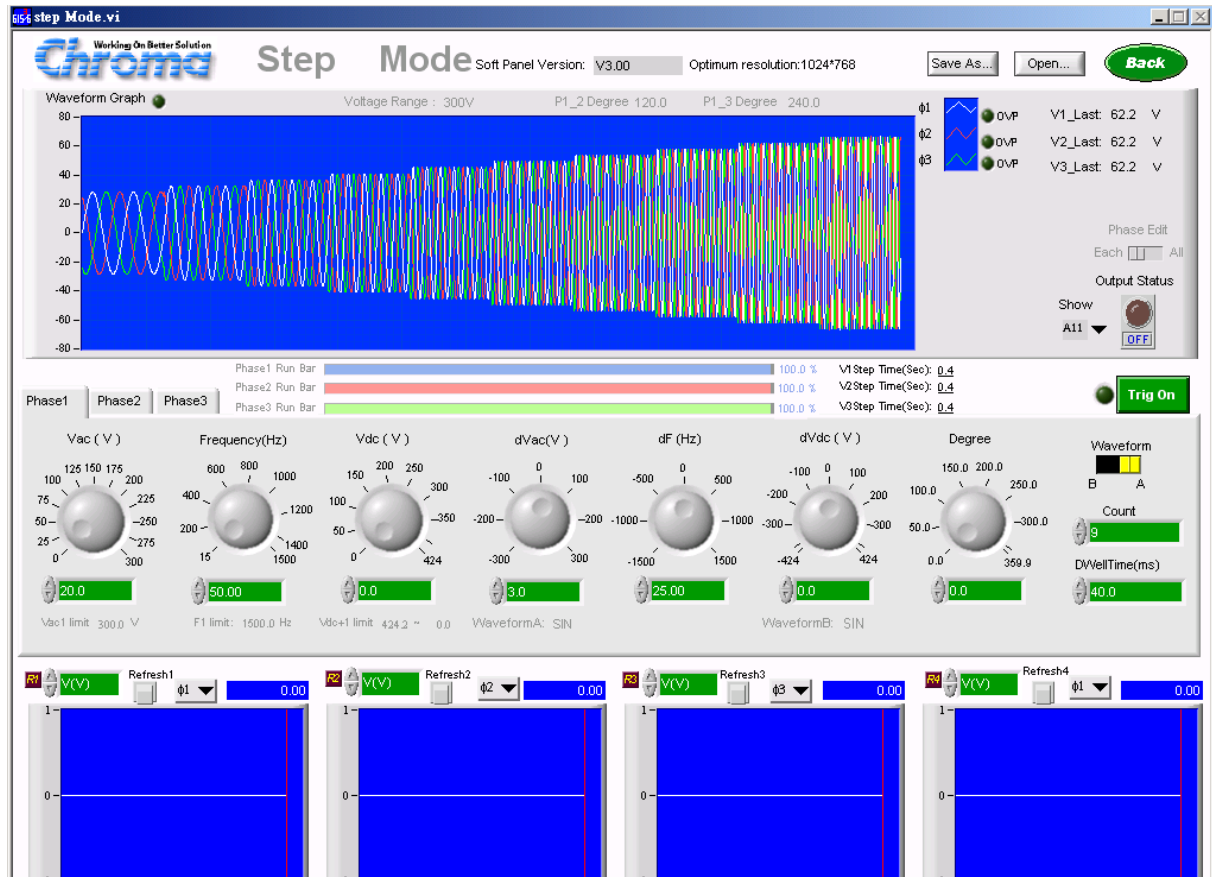 step Mode.vi
Working On Better Solution
Chroma
Step Mode
Soft Panel Version: V3.00
Optimum resolution:1024*768
Save As...
Open...
Back
Waveform Graph
Voltage Range : 300V
P1_2 Degree 120.0
P1_3 Degree 240.0
80
60
40
20
0
-20
-40
-60
-80
ϕ1 OVP V1_Last: 62.2 V
ϕ2 OVP V2_Last: 62.2 V
ϕ3 OVP V3_Last: 62.2 V
Phase Edit
Each All
Output Status
Show
A11
OFF
Phase1 Run Bar 100.0 % V1Step Time(Sec): 0.4
Phase2 Run Bar 100.0 % V2Step Time(Sec): 0.4
Phase3 Run Bar 100.0 % V3Step Time(Sec): 0.4
Trig On
Phase1 Phase2 Phase3
Vac ( V )
0 25 50 75 100 125 150 175 200 225 250 275 300
20.0
Vac1 limit 300.0 V
Frequency(Hz)
15 200 400 600 800 1000 1200 1400 1500
50.00
F1 limit: 1500.0 Hz
Vdc ( V )
0 50 100 150 200 250 300 350 424
0.0
Vdc+1 limit 424.2 ~ 0.0
dVac(V )
-300 -200 -100 0 100 200 300
3.0
WaveformA: SIN
dF (Hz)
-1500 -1000 -500 0 500 1000 1500
25.00
dVdc ( V )
-424 -300 -200 -100 0 100 200 300 424
0.0
WaveformB: SIN
Degree
0.0 50.0 100.0 150.0 200.0 250.0 300.0 359.9
0.0
Waveform
B A
Count
9
DWellTime(ms)
40.0
R1 V(V) Refresh1 ϕ1 0.00
1
0
R2 V(V) Refresh2 ϕ2 0.00
1
0
R3 V(V) Refresh3 ϕ3 0.00
1
0
R4 V(V) Refresh4 ϕ1 0.00
1
0